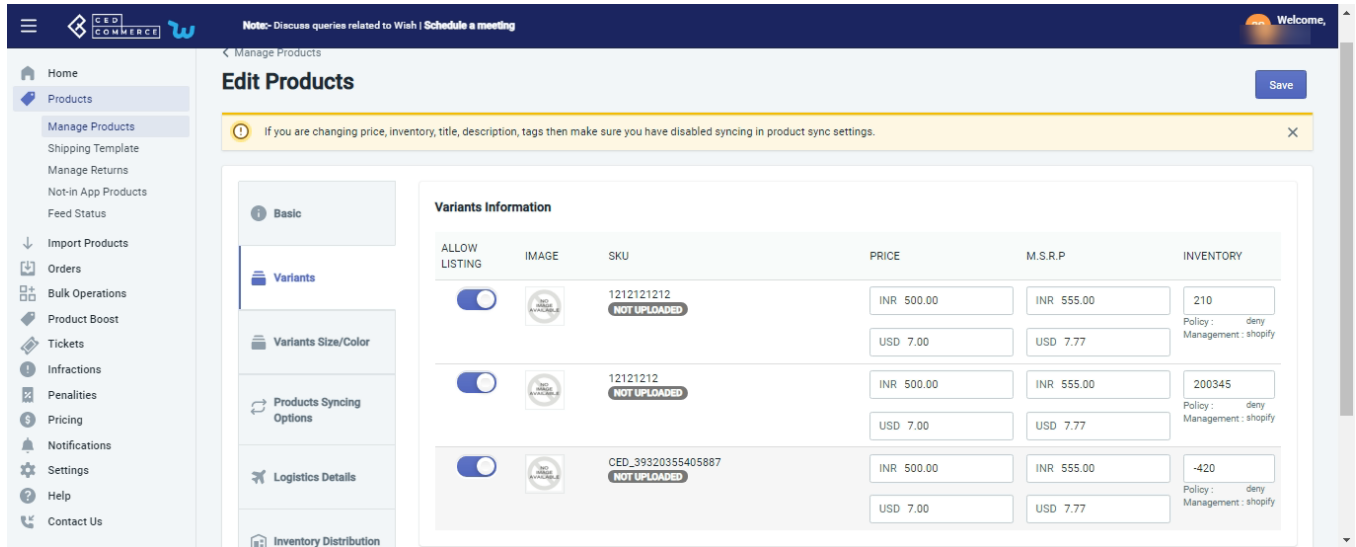 CED
COMMERCE
Note:- Discuss queries related to Wish | Schedule a meeting
Welcome,
Home
Products
Manage Products
Shipping Template
Manage Returns
Not-in App Products
Feed Status
Import Products
Orders
Bulk Operations
Product Boost
Tickets
Infractions
Penalities
Pricing
Notifications
Settings
Help
Contact Us
Manage Products
Edit Products
Save
If you are changing price, inventory, title, description, tags then make sure you have disabled syncing in product sync settings.
Basic
Variants
Variants Size/Color
Products Syncing
Options
Logistics Details
Inventory Distribution
Variants Information
ALLOW LISTING IMAGE SKU PRICE M.S.R.P INVENTORY
NO IMAGE AVAILABLE
1212121212
NOT UPLOADED
INR 500.00 INR 555.00 210
Policy : deny
Management : shopify
USD 7.00 USD 7.77
NO IMAGE AVAILABLE
12121212
NOT UPLOADED
INR 500.00 INR 555.00 200345
Policy : deny
Management : shopify
USD 7.00 USD 7.77
NO IMAGE AVAILABLE
CED_39320355405887
NOT UPLOADED
INR 500.00 INR 555.00 -420
Policy : deny
Management : shopify
USD 7.00 USD 7.77